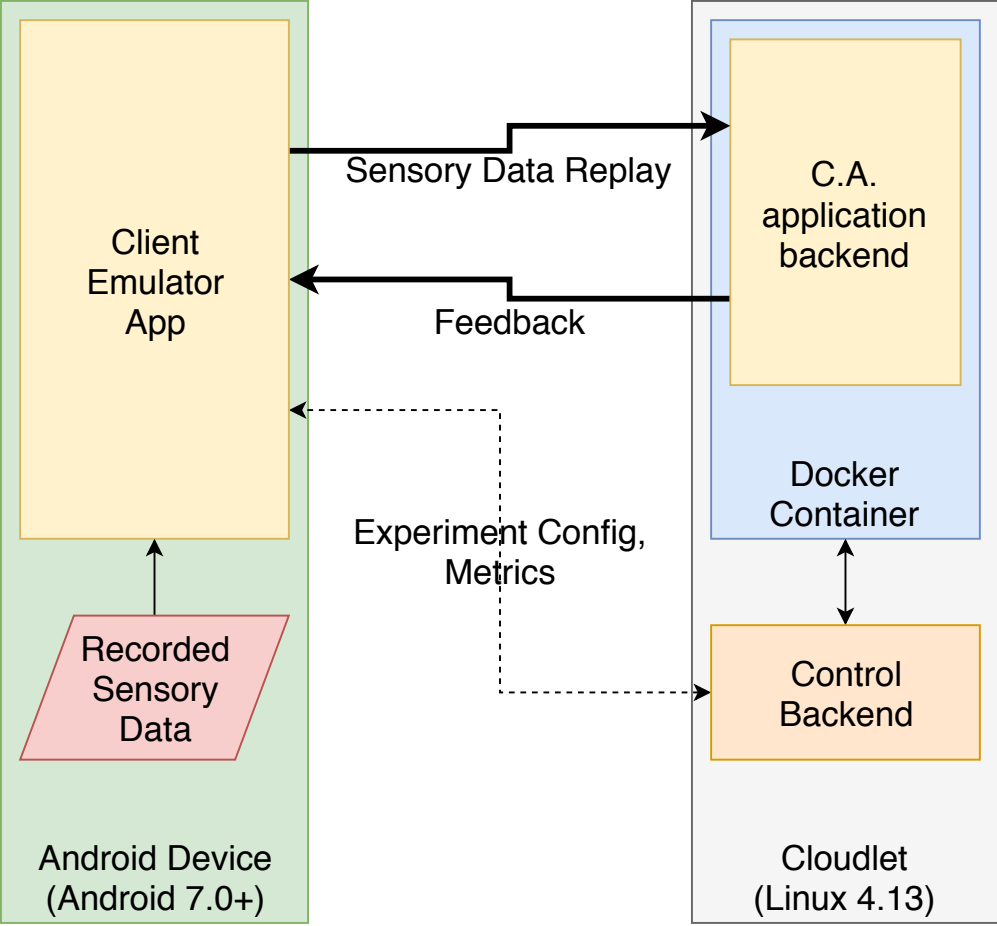 Client
Emulator
App
Sensory Data Replay
Feedback
C.A.
application
backend
Docker
Container
Experiment Config,
Metrics
Recorded
Sensory
Data
Control
Backend
Android Device
(Android 7.0+)
Cloudlet
(Linux 4.13)